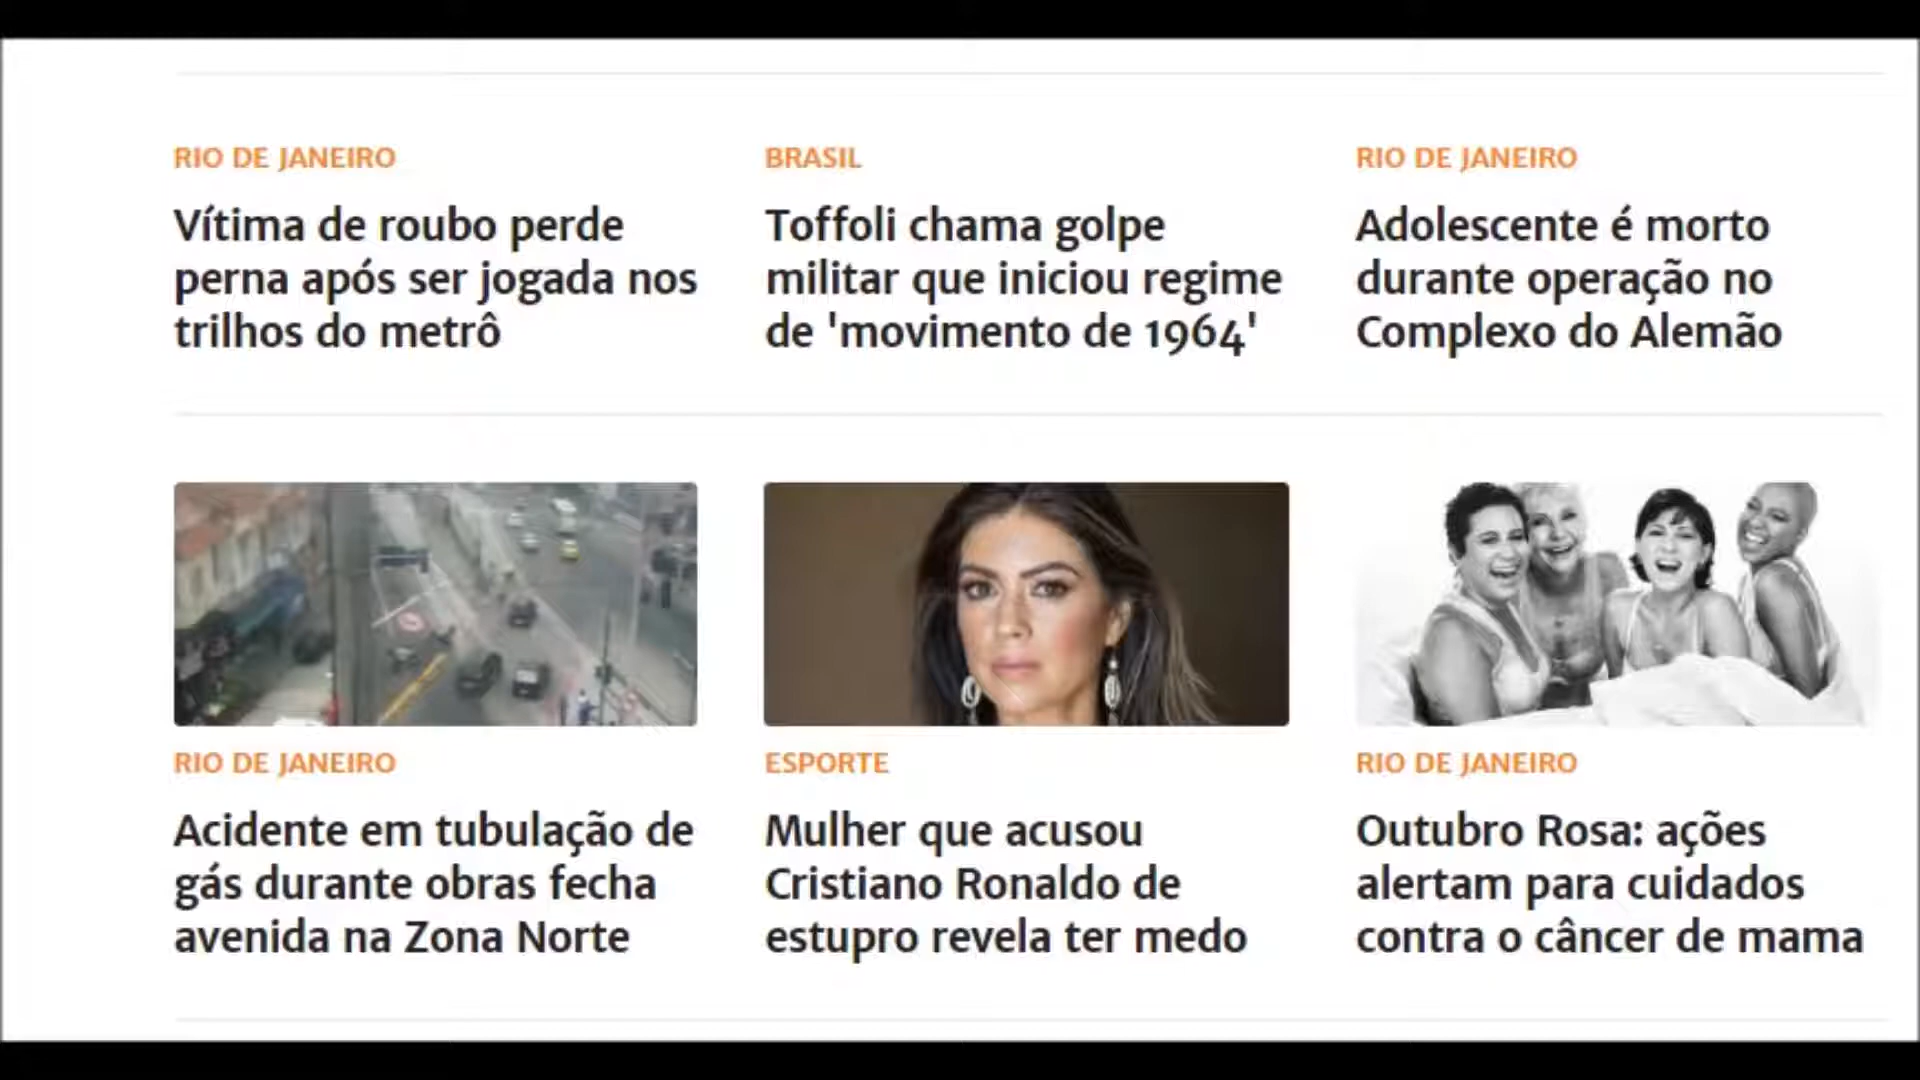 RIO DE JANEIRO
Vítima de roubo perde
perna após ser jogada nos
trilhos do metrô
BRASIL
Toffoli chama golpe
militar que iniciou regime
de 'movimento de 1964'
RIO DE JANEIRO
Adolescente é morto
durante operação no
Complexo do Alemão
RIO DE JANEIRO
Acidente em tubulação de
gás durante obras fecha
avenida na Zona Norte
ESPORTE
Mulher que acusou
Cristiano Ronaldo de
estupro revela ter medo
RIO DE JANEIRO
Outubro Rosa: ações
alertam para cuidados
contra o câncer de mama